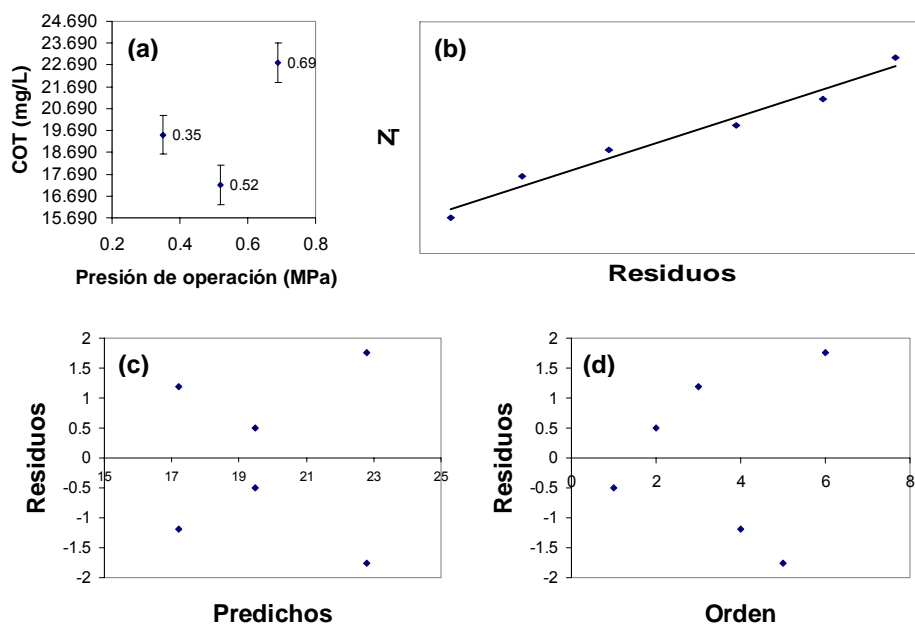 (a)
COT (mg/L)
24.690
23.690
22.690
21.690
20.690
19.690
18.690
17.690
16.690
15.690
0.69
0.35
0.52
0.2 0.4 0.6 0.8
Presión de operación (MPa)
(b)
Zi
Residuos
(c)
Residuos
2
1.5
1
0.5
0
-0.5
-1
-1.5
-2
15 17 19 21 23 25
Predichos
(d)
Residuos
2
1.5
1
0.5
0
-0.5
-1
-1.5
-2
0 2 4 6 8
Orden